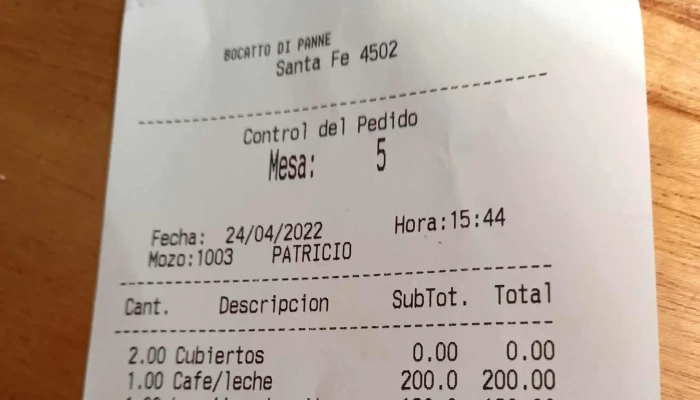 BOCATTO DI PANNE
Santa Fe 4502
Control del Pedido
Mesa: 5
Fecha: 24/04/2022 Hora:15:44
Mozo:1003 PATRICIO
Cant. Descripcion SubTot. Total
2.00 Cubiertos 0.00 0.00
1.00 Cafe/leche 200.0 200.00